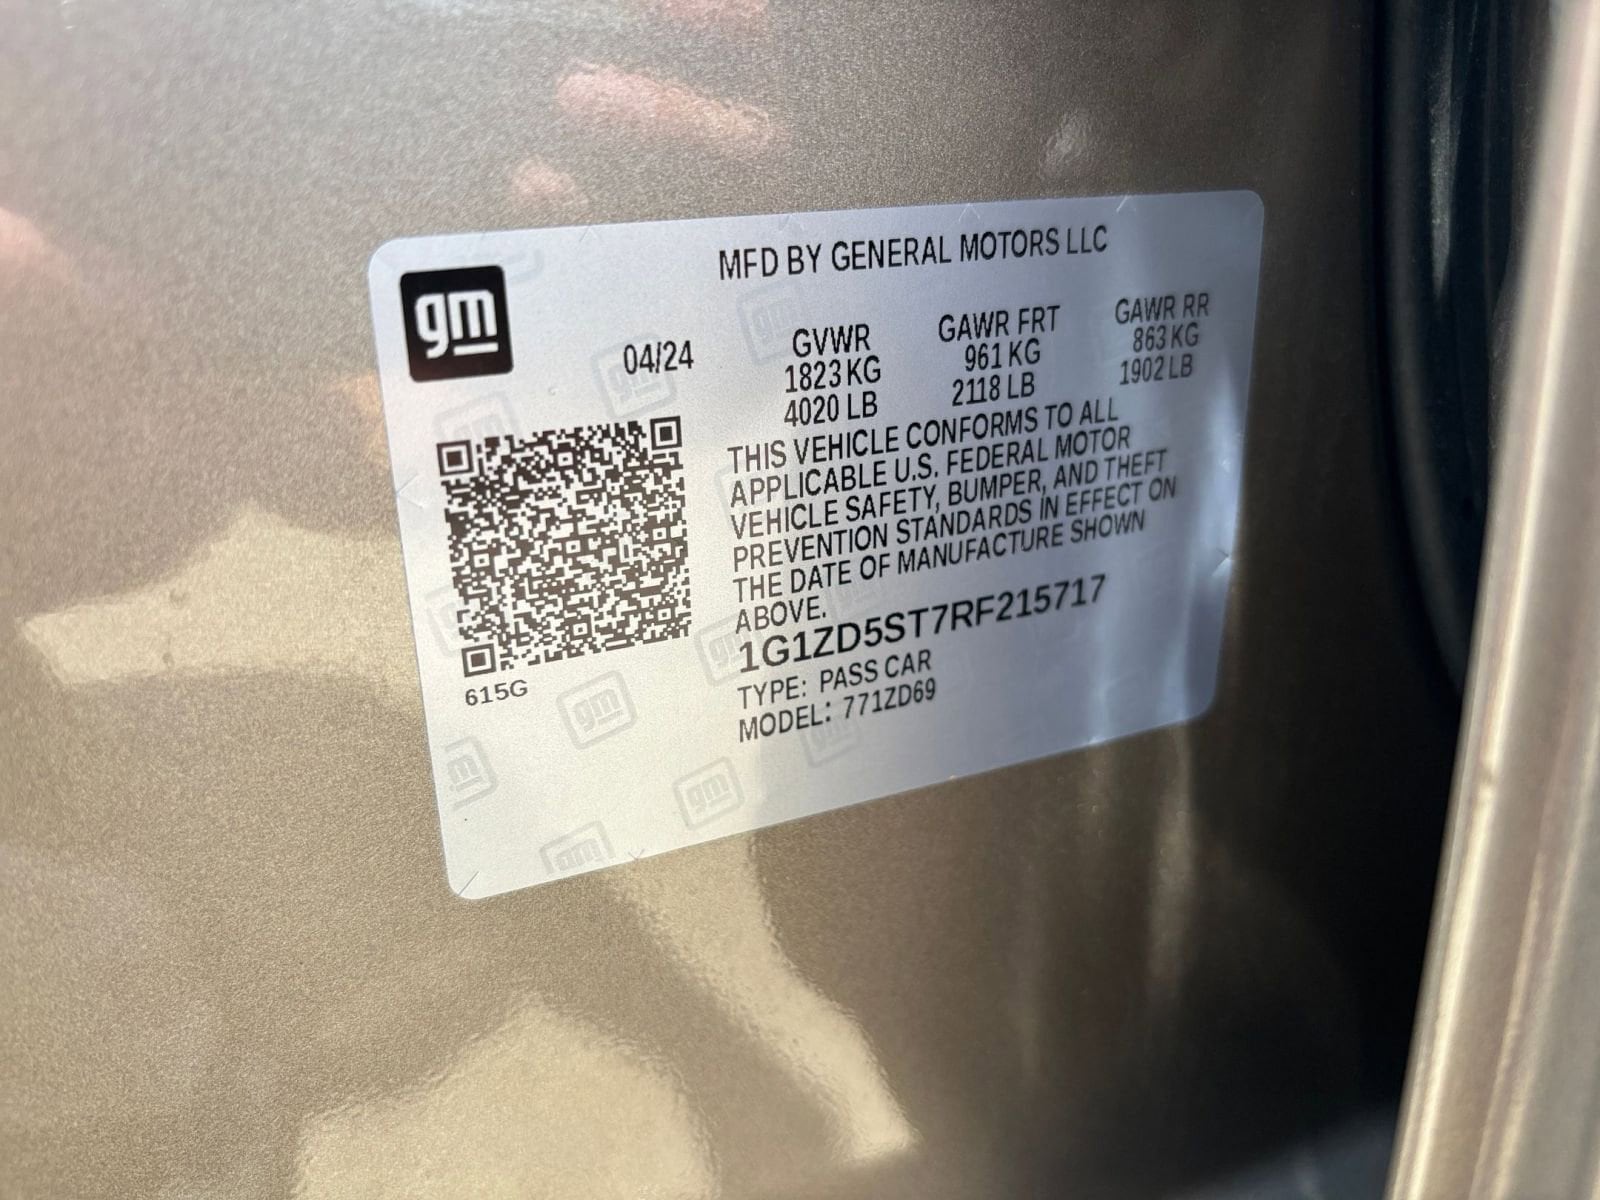 MFD BY GENERAL MOTORS LLC
gm
04/24
GVWR
1823 KG
4020 LB
GAWR FRT
961 KG
2118 LB
GAWR RR
863 KG
1902 LB
THIS VEHICLE CONFORMS TO ALL
APPLICABLE U.S. FEDERAL MOTOR
VEHICLE SAFETY, BUMPER, AND THEFT
PREVENTION STANDARDS IN EFFECT ON
THE DATE OF MANUFACTURE SHOWN
ABOVE.
1G1ZD5ST7RF215717
TYPE: PASS CAR
MODEL: 771ZD69
615G